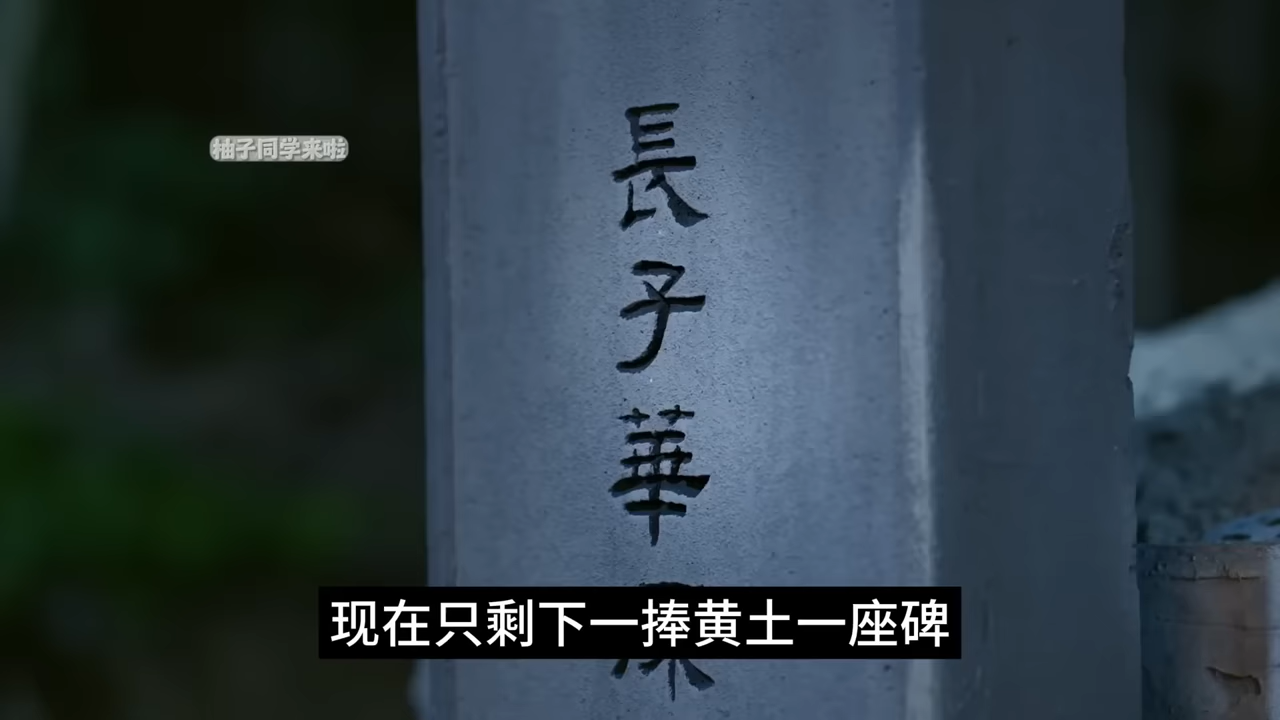 柚子同学来啦
長子華
现在只剩下一捧黄土一座碑